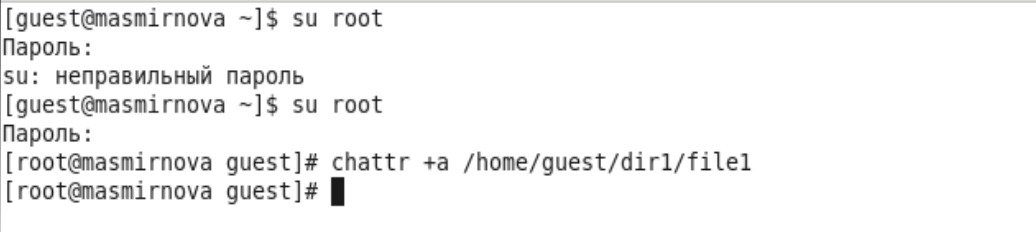 [guest@masmirnova ~]$ su root
Пароль:
su: неправильный пароль
[guest@masmirnova ~]$ su root
Пароль:
[root@masmirnova guest]# chattr +a /home/guest/dir1/file1
[root@masmirnova guest]#